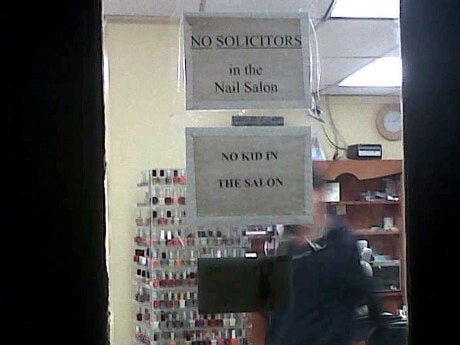 NO SOLICITORS
in the
Nail Salon
NO KID IN
THE SALON